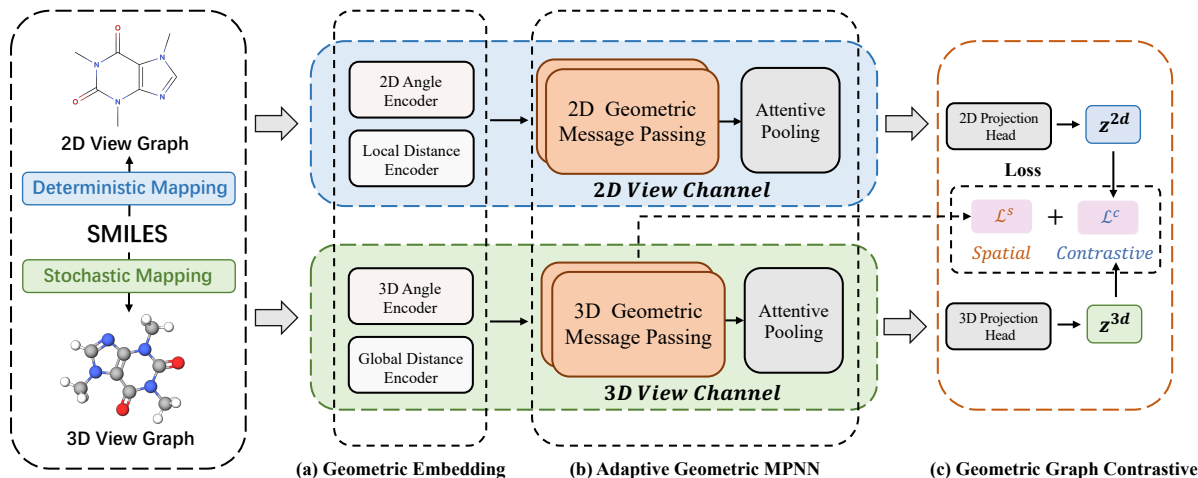 O
N
N
O
N
N
2D View Graph
Deterministic Mapping
SMILES
Stochastic Mapping
3D View Graph
2D Angle
Encoder
Local Distance
Encoder
2D Geometric
Message Passing
Attentive
Pooling
2D View Channel
3D Angle
Encoder
Global Distance
Encoder
3D Geometric
Message Passing
Attentive
Pooling
3D View Channel
2D Projection
Head
z^{2d}
Loss
ℒ^s + ℒ^c
Spatial Contrastive
3D Projection
Head
z^{3d}
(a) Geometric Embedding
(b) Adaptive Geometric MPNN
(c) Geometric Graph Contrastive